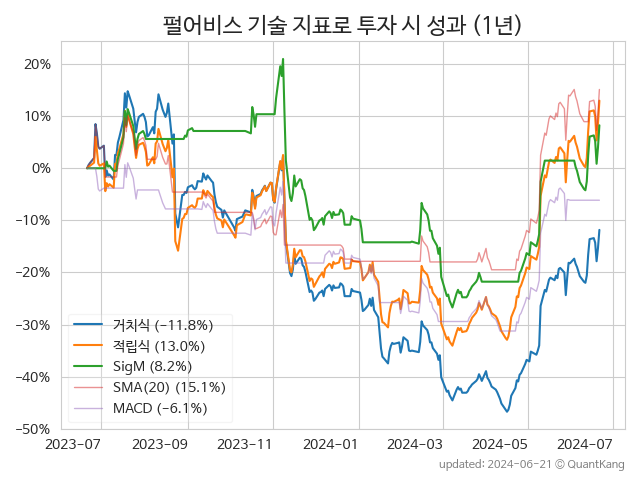 펄어비스 기술 지표로 투자 시 성과 (1년)
20%
10%
0%
−10%
−20%
−30%
−40%
−50%
거치식 (−11.8%)
적립식 (13.0%)
SigM (8.2%)
SMA(20) (15.1%)
MACD (−6.1%)
2023-07 2023-09 2023-11 2024-01 2024-03 2024-05 2024-07
updated: 2024-06-21 © QuantKang